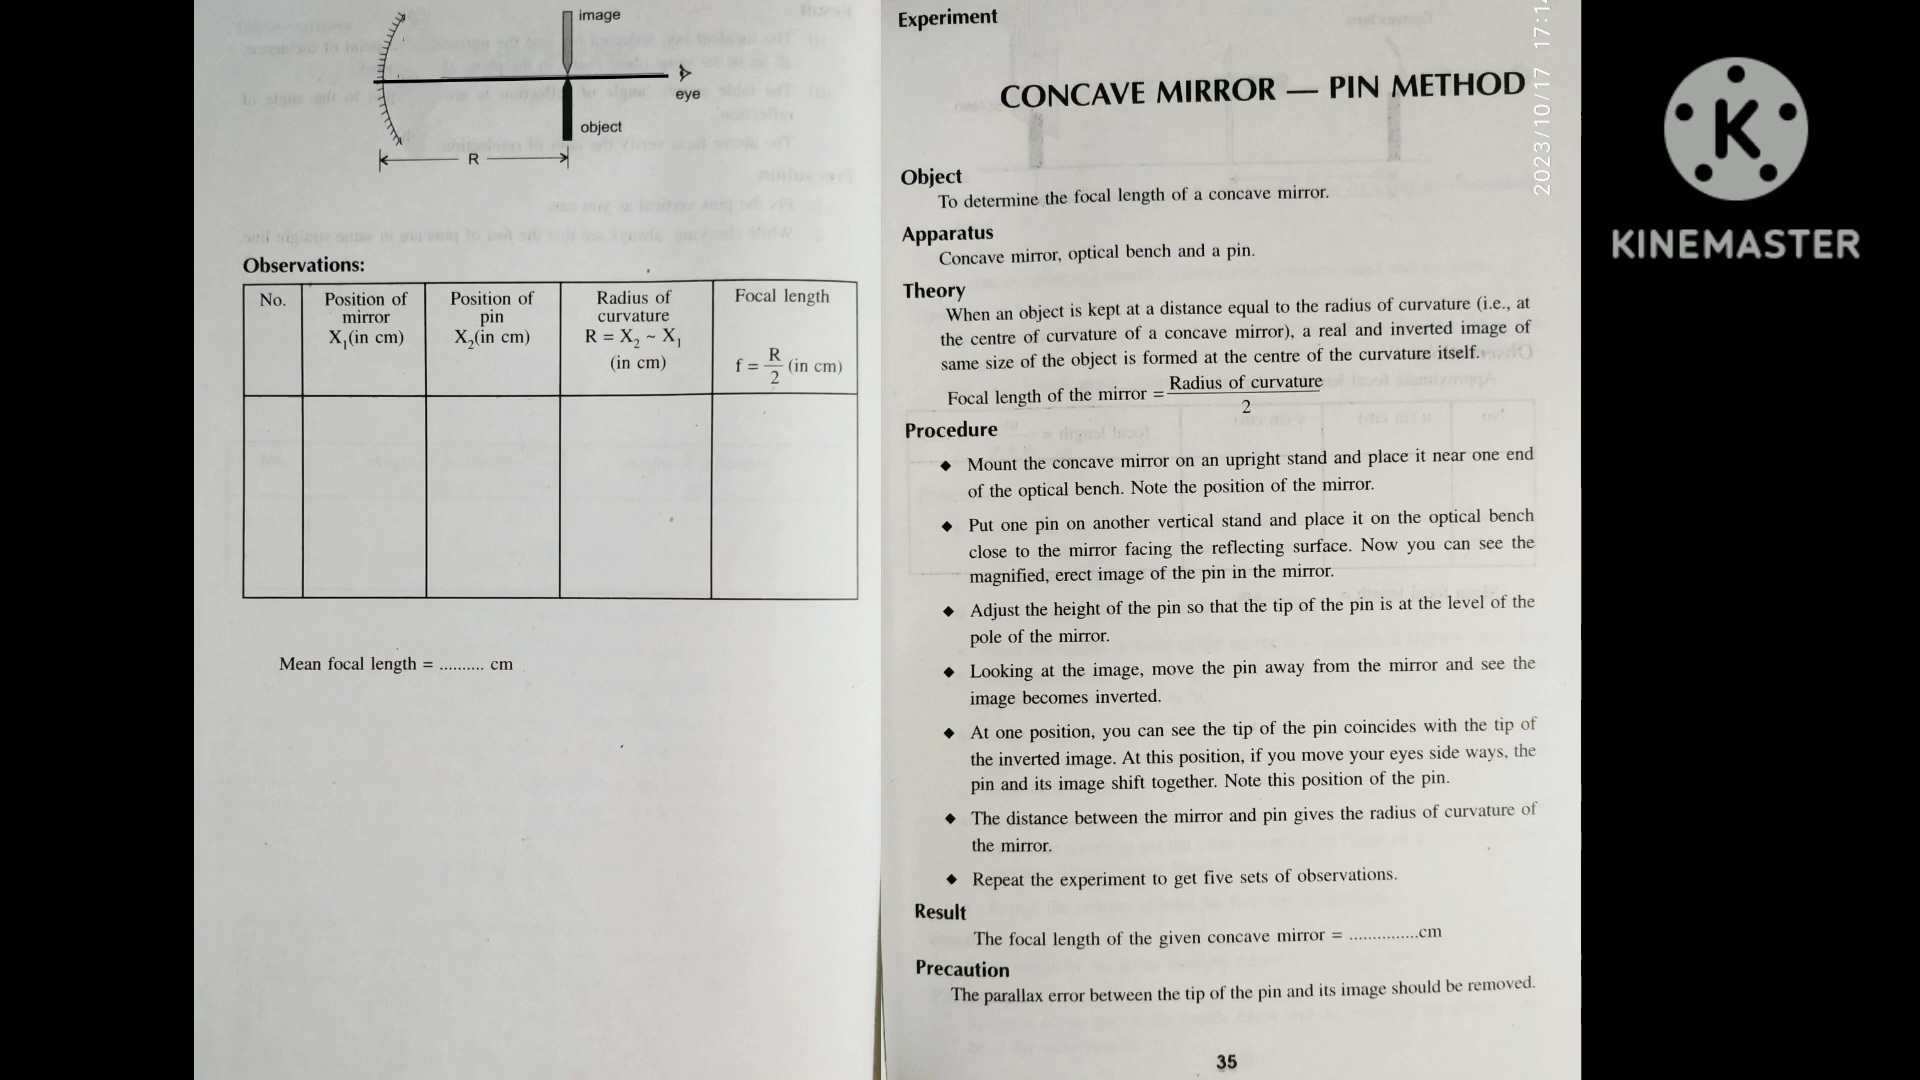 image
eye
object
R
Observations:
No.
Position of
mirror
X₁(in cm)
Position of
pin
X₂(in cm)
Radius of
curvature
R = X₂ ~ X₁
(in cm)
Focal length
f = R/2 (in cm)
Mean focal length = .......... cm
Experiment
CONCAVE MIRROR — PIN METHOD
Object
To determine the focal length of a concave mirror.
Apparatus
Concave mirror, optical bench and a pin.
Theory
When an object is kept at a distance equal to the radius of curvature (i.e., at
the centre of curvature of a concave mirror), a real and inverted image of
same size of the object is formed at the centre of the curvature itself.
Focal length of the mirror = Radius of curvature / 2
Procedure
◆ Mount the concave mirror on an upright stand and place it near one end
of the optical bench. Note the position of the mirror.
◆ Put one pin on another vertical stand and place it on the optical bench
close to the mirror facing the reflecting surface. Now you can see the
magnified, erect image of the pin in the mirror.
◆ Adjust the height of the pin so that the tip of the pin is at the level of the
pole of the mirror.
◆ Looking at the image, move the pin away from the mirror and see the
image becomes inverted.
◆ At one position, you can see the tip of the pin coincides with the tip of
the inverted image. At this position, if you move your eyes side ways, the
pin and its image shift together. Note this position of the pin.
◆ The distance between the mirror and pin gives the radius of curvature of
the mirror.
◆ Repeat the experiment to get five sets of observations.
Result
The focal length of the given concave mirror = ...............cm
Precaution
The parallax error between the tip of the pin and its image should be removed.
35
2023/10/17 17:14
K
KINEMASTER